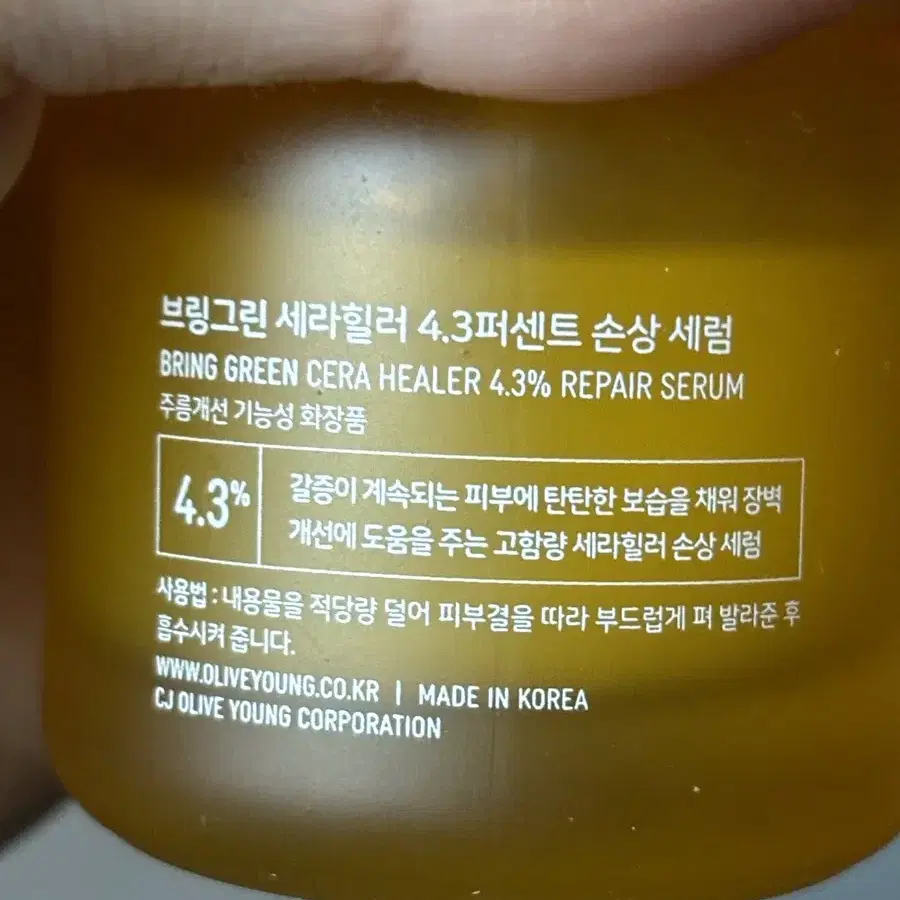 브링그린 세라힐러 4.3퍼센트 손상 세럼
BRING GREEN CERA HEALER 4.3% REPAIR SERUM
주름개선 기능성 화장품
4.3%
갈증이 계속되는 피부에 탄탄한 보습을 채워 장벽
개선에 도움을 주는 고함량 세라힐러 손상 세럼
사용법 : 내용물을 적당량 덜어 피부결을 따라 부드럽게 펴 발라준 후
흡수시켜 줍니다.
WWW.OLIVEYOUNG.CO.KR | MADE IN KOREA
CJ OLIVE YOUNG CORPORATION